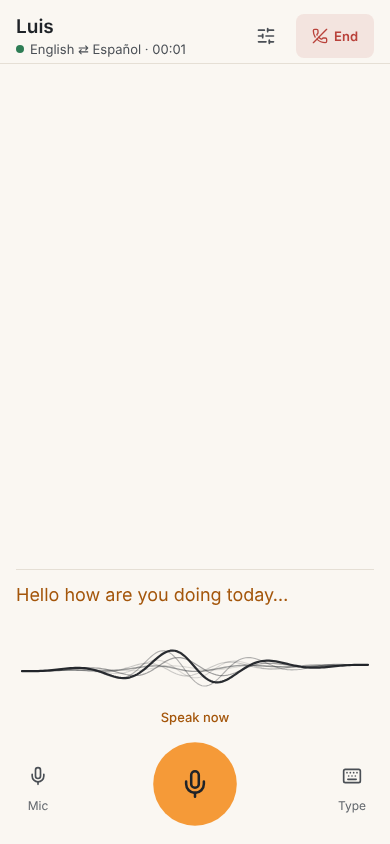 Luis
English ⇄ Español · 00:01
End
Hello how are you doing today...
Speak now
Mic
Type